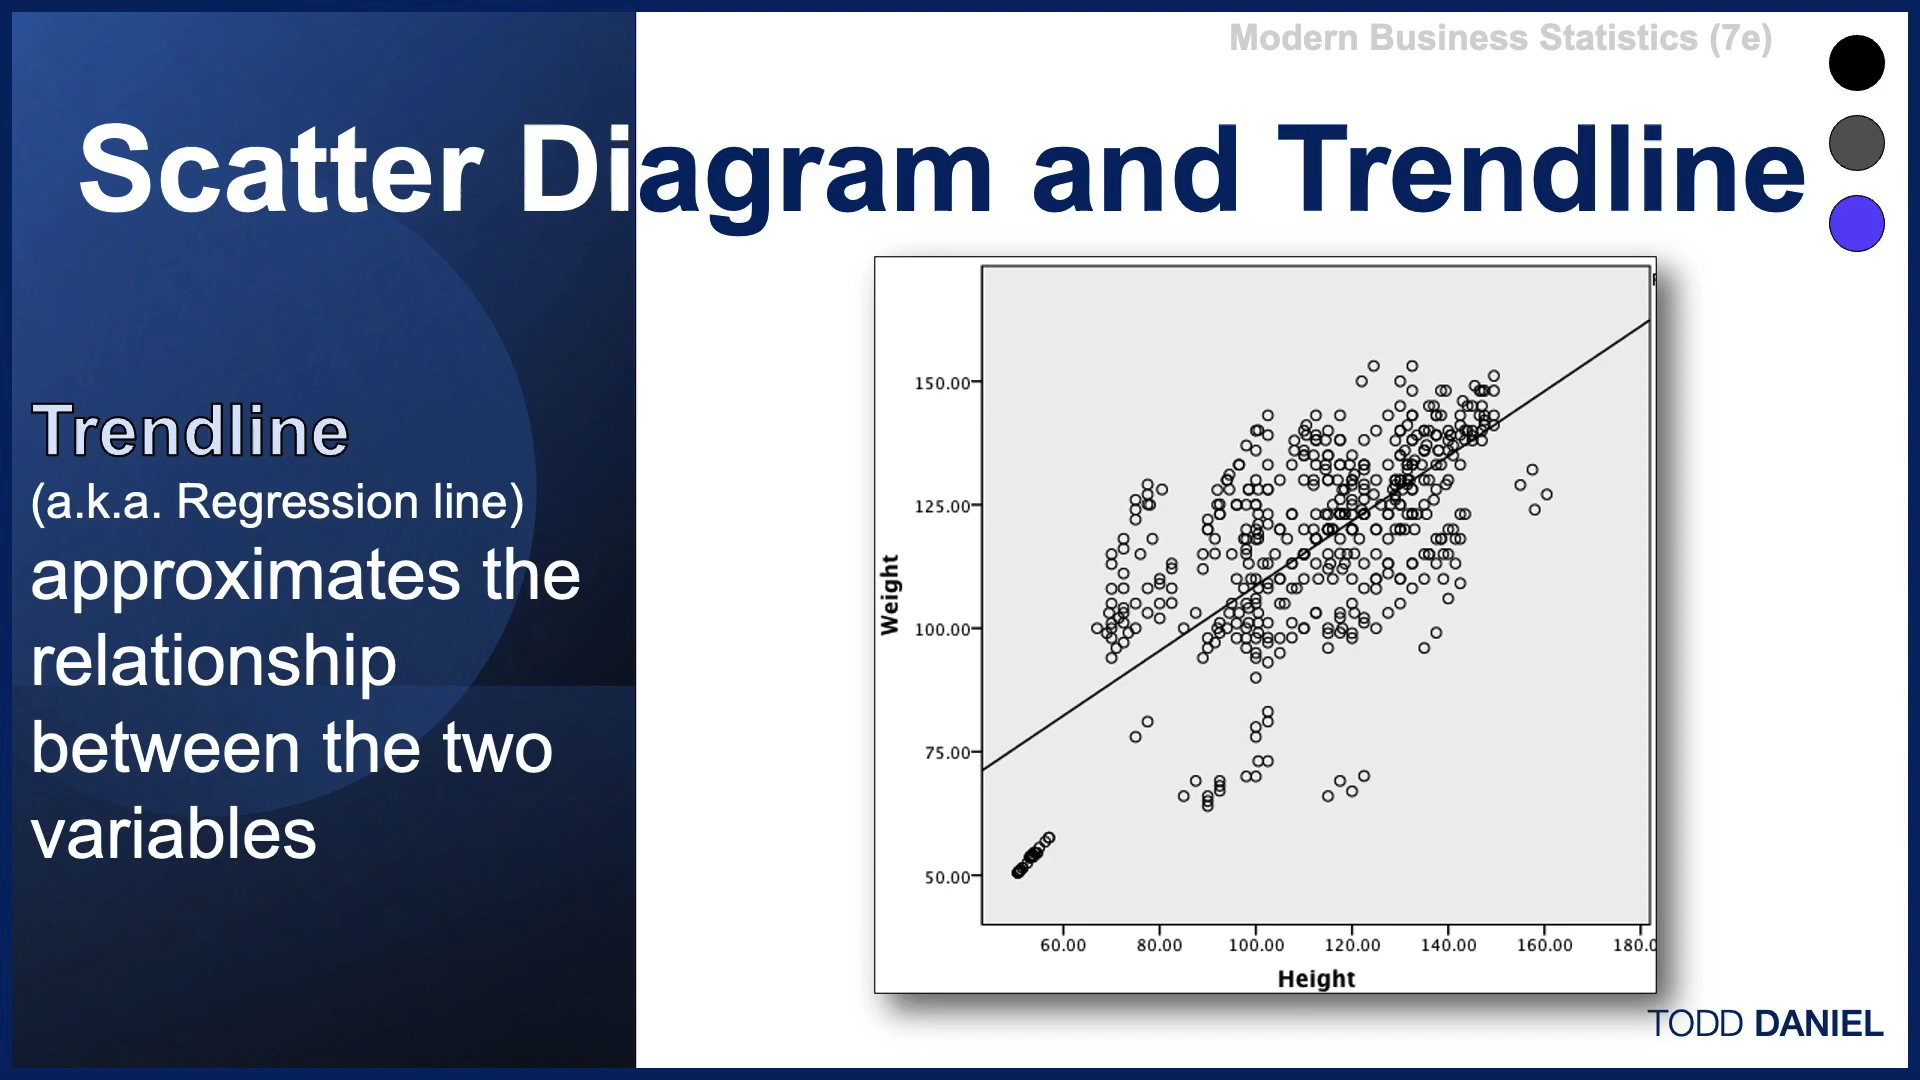 Modern Business Statistics (7e)
Scatter Diagram and Trendline
Trendline
(a.k.a. Regression line)
approximates the
relationship
between the two
variables
Weight
150.00
125.00
100.00
75.00
50.00
60.00 80.00 100.00 120.00 140.00 160.00 180.0
Height
TODD DANIEL